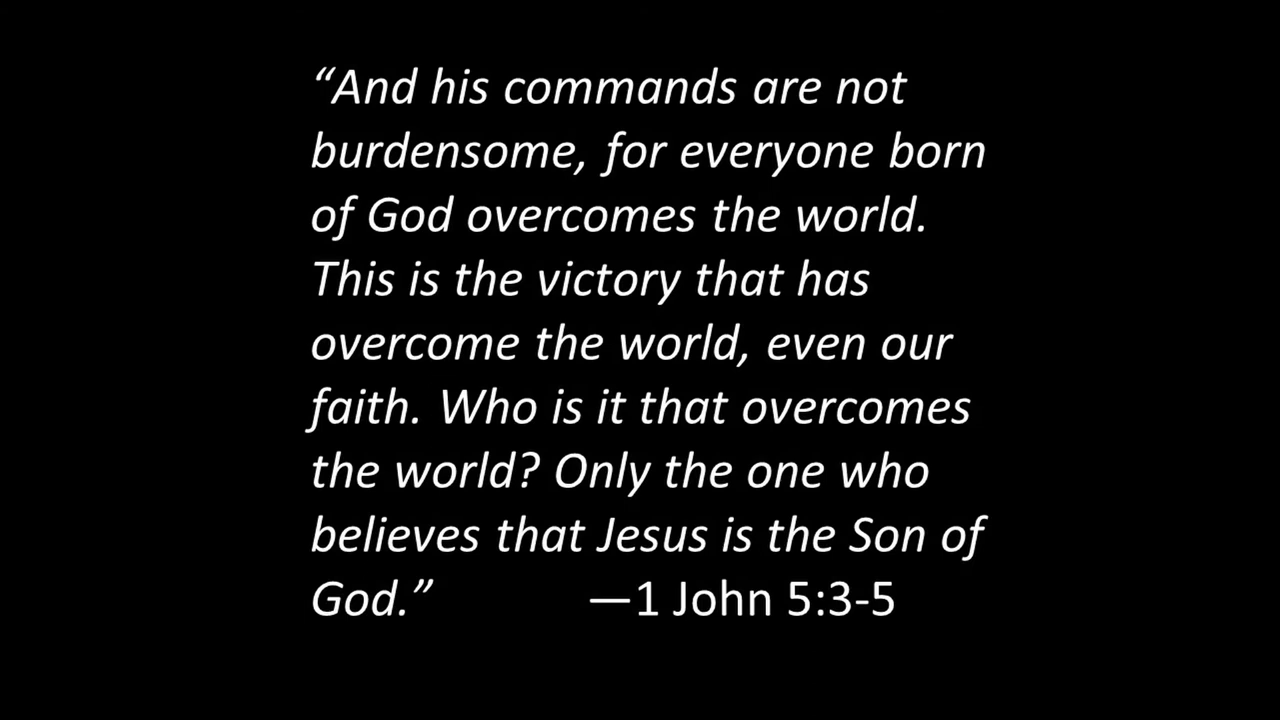 “And his commands are not
burdensome, for everyone born
of God overcomes the world.
This is the victory that has
overcome the world, even our
faith. Who is it that overcomes
the world? Only the one who
believes that Jesus is the Son of
God.” —1 John 5:3-5